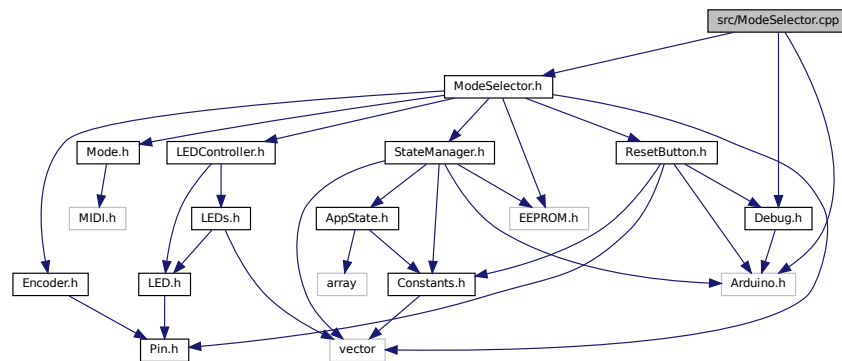 src/ModeSelector.cpp
ModeSelector.h
Mode.h
LEDController.h
StateManager.h
ResetButton.h
MIDI.h
LEDs.h
AppState.h
EEPROM.h
Debug.h
Encoder.h
LED.h
array
Constants.h
Arduino.h
Pin.h
vector